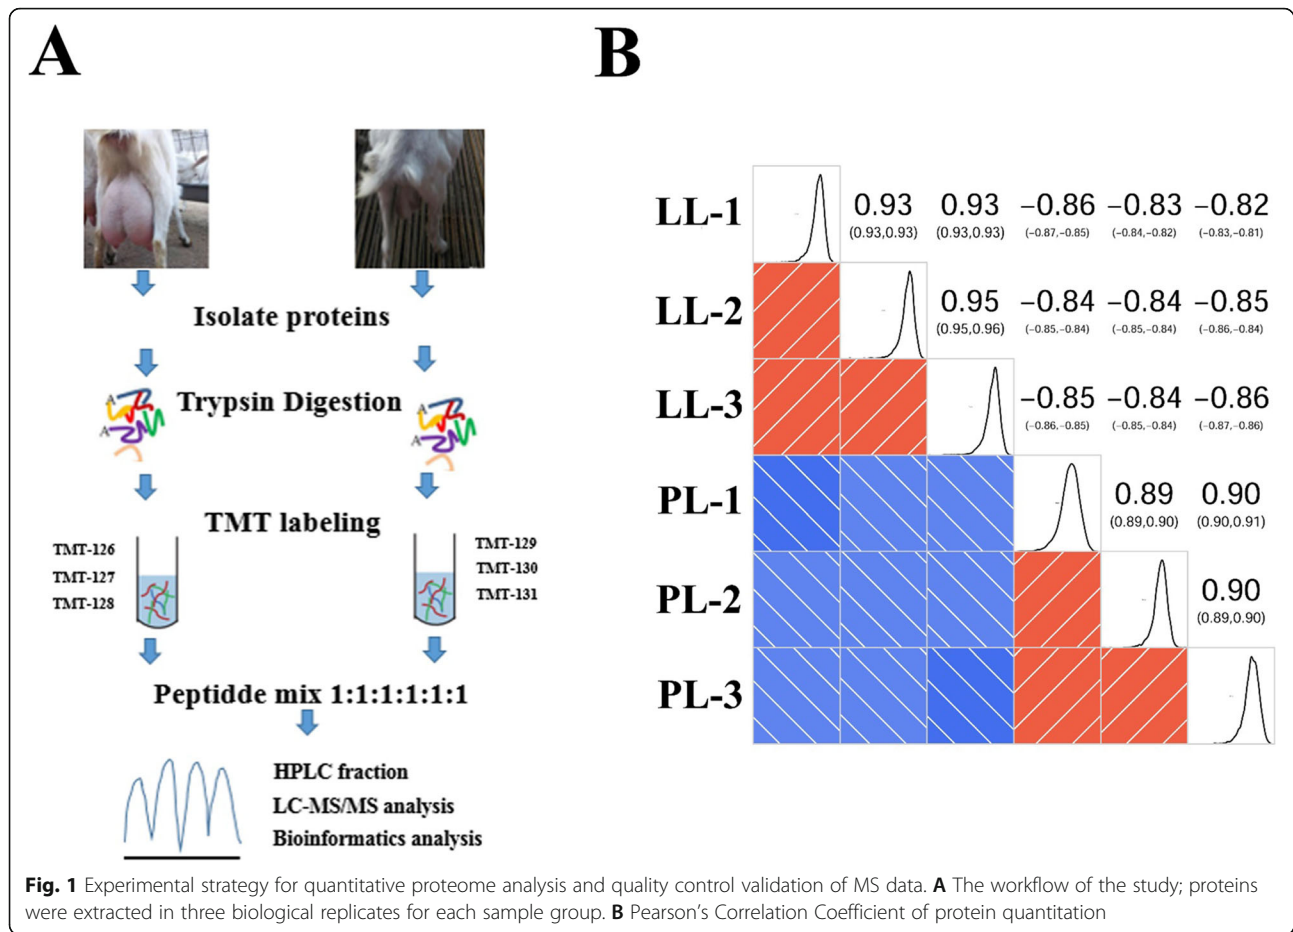 A
B
Isolate proteins
A
Trypsin Digestion
A
A
A
TMT labeling
TMT-126
TMT-127
TMT-128
TMT-129
TMT-130
TMT-131
Peptidde mix 1:1:1:1:1:1
HPLC fraction
LC-MS/MS analysis
Bioinformatics analysis
LL-1 0.93 0.93 −0.86 −0.83 −0.82
(0.93,0.93) (0.93,0.93) (−0.87,−0.85) (−0.84,−0.82) (−0.83,−0.81)
LL-2 0.95 −0.84 −0.84 −0.85
(0.95,0.96) (−0.85,−0.84) (−0.85,−0.84) (−0.86,−0.84)
LL-3 −0.85 −0.84 −0.86
(−0.86,−0.85) (−0.85,−0.84) (−0.87,−0.86)
PL-1 0.89 0.90
(0.89,0.90) (0.90,0.91)
PL-2 0.90
(0.89,0.90)
PL-3
Fig. 1 Experimental strategy for quantitative proteome analysis and quality control validation of MS data. A The workflow of the study; proteins
were extracted in three biological replicates for each sample group. B Pearson's Correlation Coefficient of protein quantitation